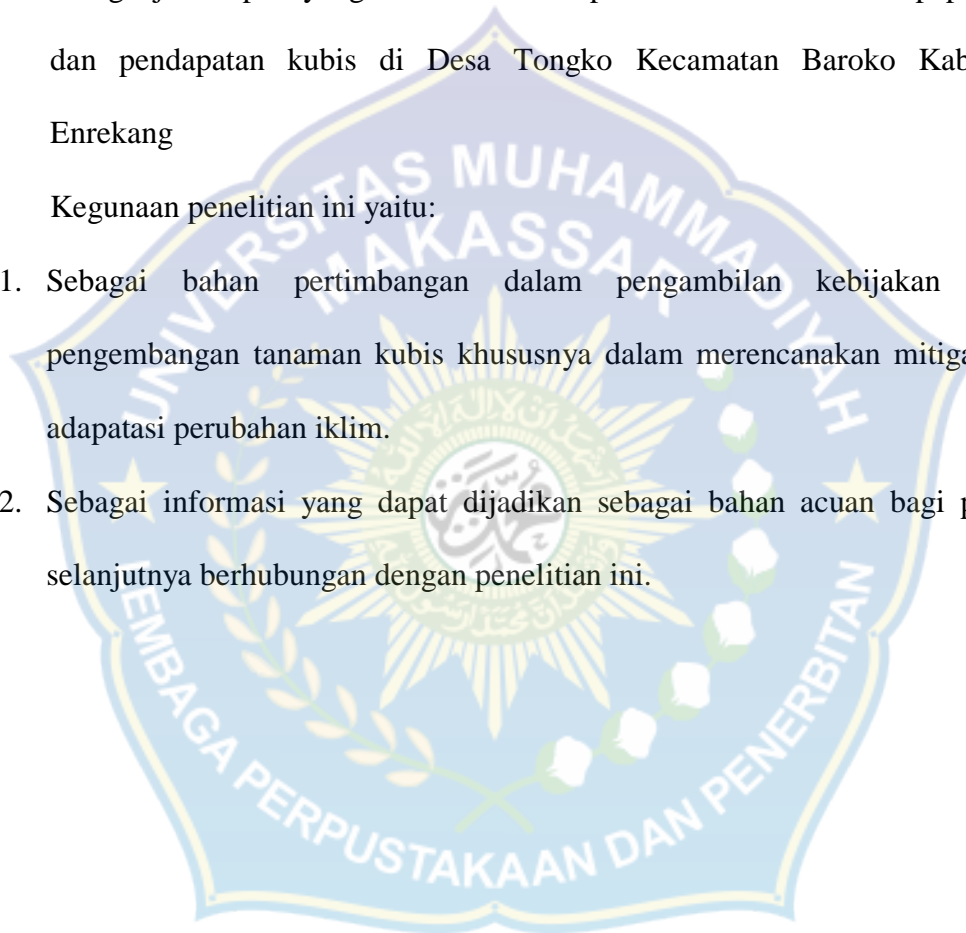 dan pendapatan kubis di Desa Tongko Kecamatan Baroko Kab
Enrekang
Kegunaan penelitian ini yaitu:
1. Sebagai bahan pertimbangan dalam pengambilan kebijakan
pengembangan tanaman kubis khususnya dalam merencanakan mitiga
adapatasi perubahan iklim.
2. Sebagai informasi yang dapat dijadikan sebagai bahan acuan bagi p
selanjutnya berhubungan dengan penelitian ini.
UNIVERSITAS MUHAMMADIYAH
MAKASSAR
LEMBAGA PERPUSTAKAAN DAN PENERBITAN